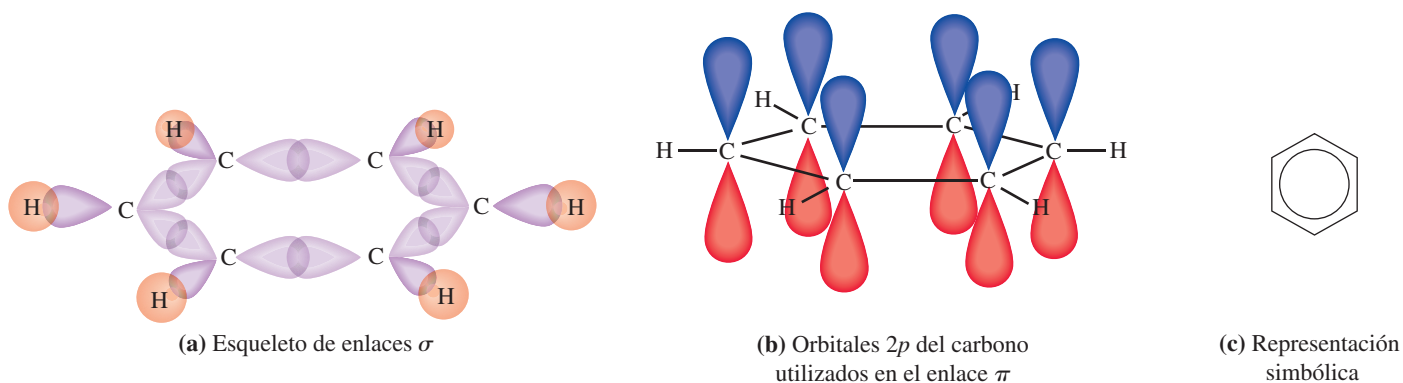 H
H
C
C
H
C
C
H
C
C
H
H
(a) Esqueleto de enlaces σ
H
H
C
C
H
C
C
H
C
C
H
H
(b) Orbitales 2p del carbono
utilizados en el enlace π
(c) Representación
simbólica